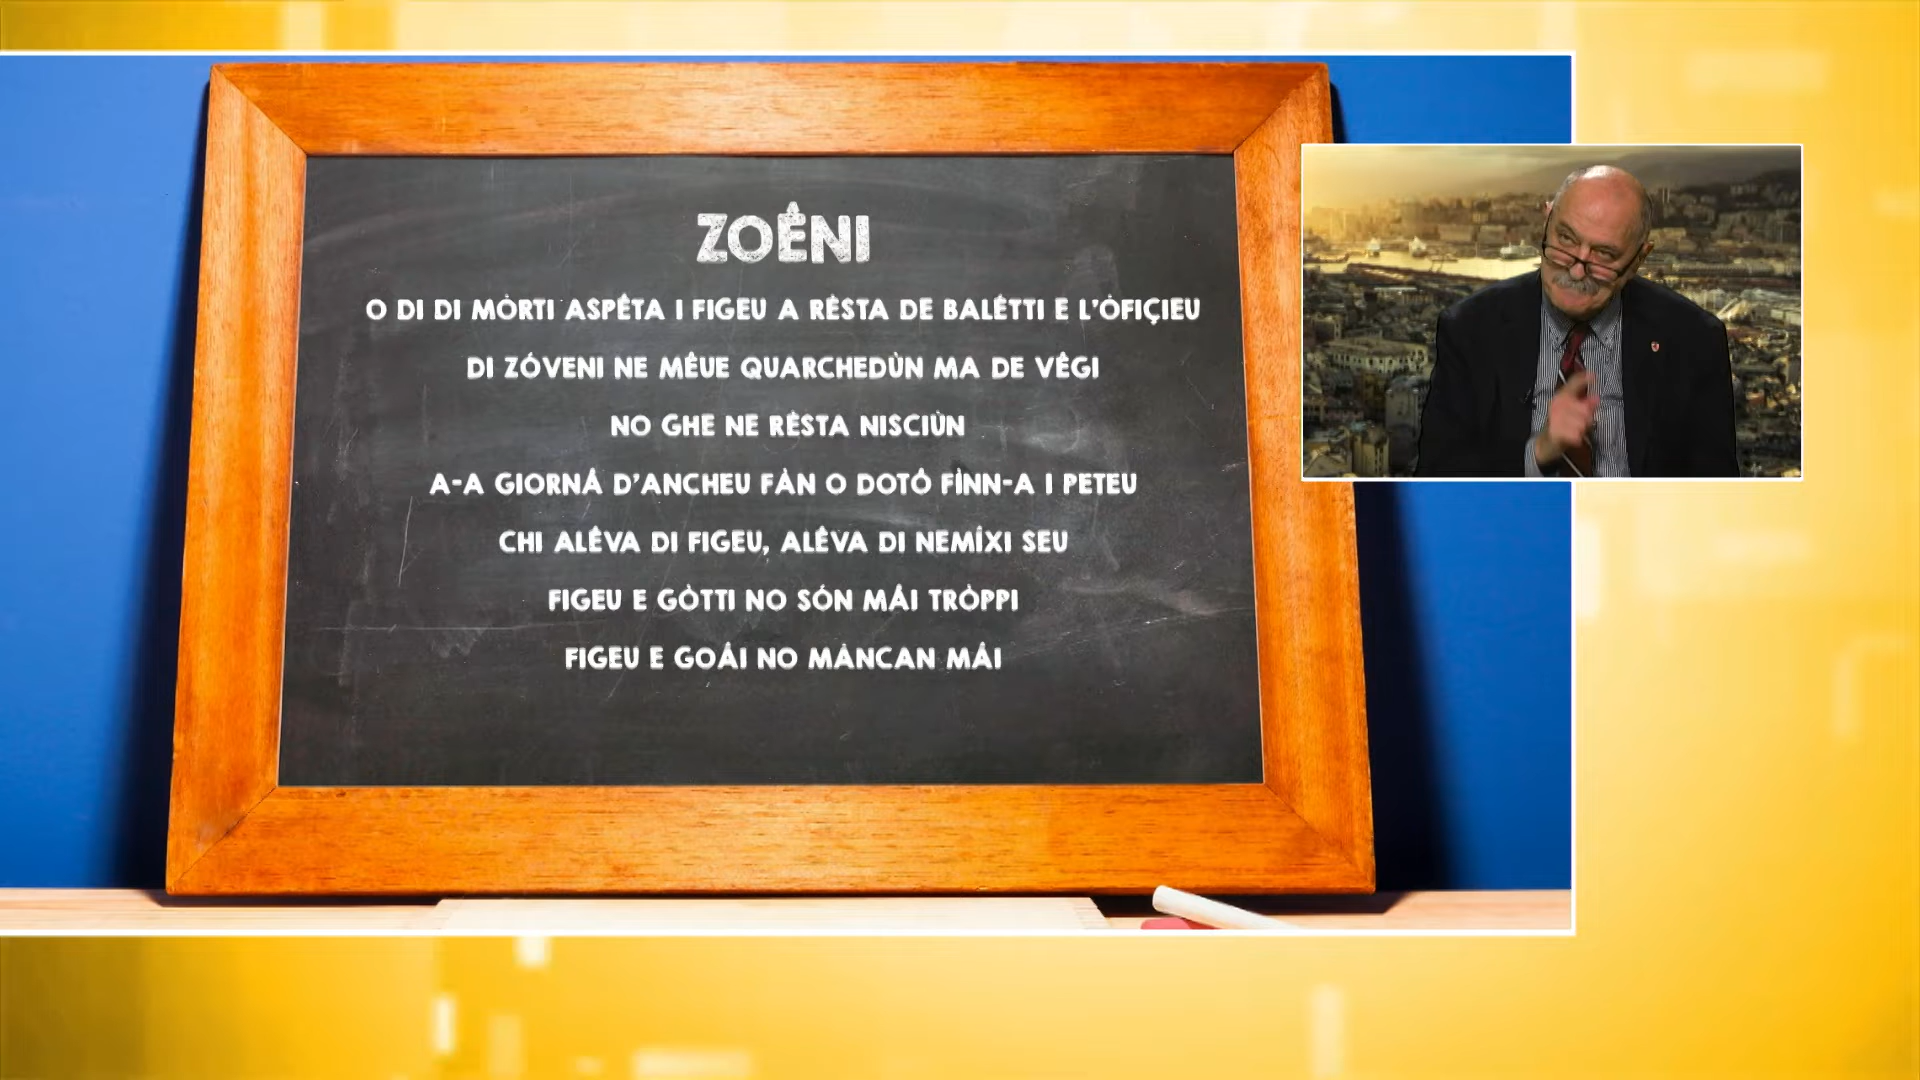 ZOÊNI
O DI DI MÒRTI ASPÊTA I FIGEU A RÈSTA DE BALÉTTI E L'ÒFIÇIEU
DI ZÓVENI NE MÊUE QUARCHEDÙN MA DE VÊGI
NO GHE NE RÈSTA NISCIÙN
A-A GIORNÂ D'ANCHEU FÀN O DOTÔ FÌNN-A I PETEU
CHI ALÊVA DI FIGEU, ALÊVA DI NEMÎXI SEU
FIGEU E GÒTTI NO SÓN MÂI TRÒPPI
FIGEU E GOÂI NO MÀNCAN MÂI